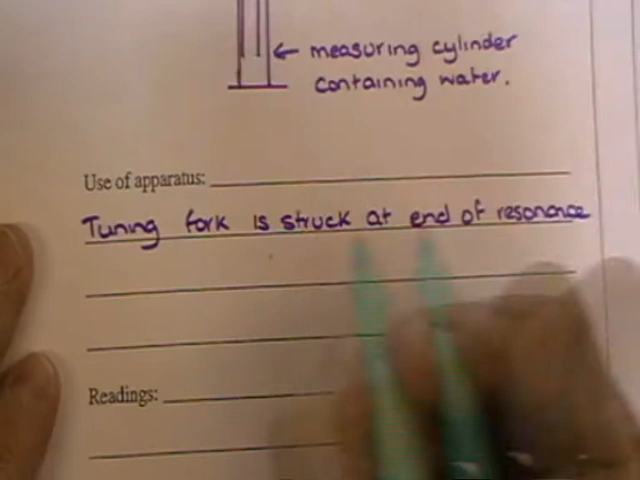 ← measuring cylinder
containing water.
Use of apparatus:
Tuning fork is struck at end of resonance
Readings: